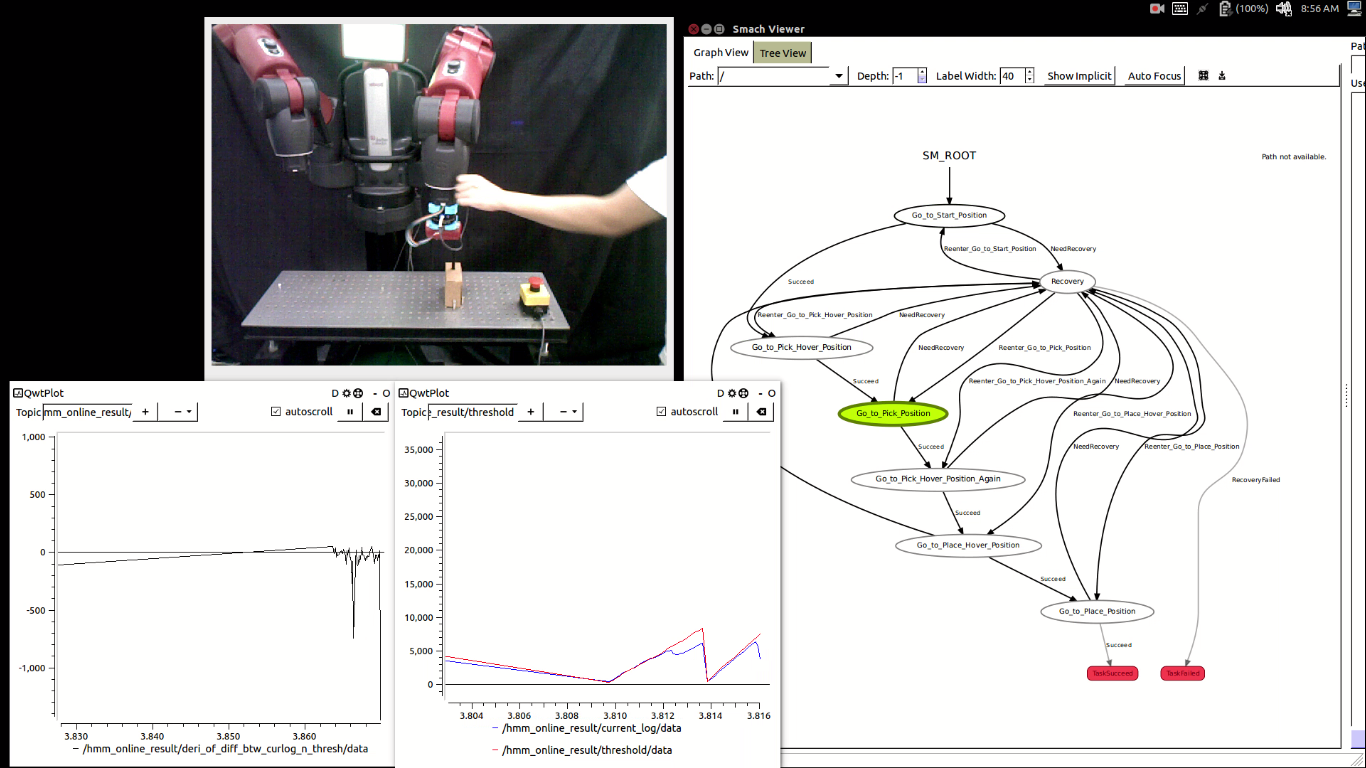 (100%) 8:56 AM
Smach Viewer
Graph View Tree View
Path: / Depth: -1 Label Width: 40 Show Implicit Auto Focus
Pat
Use
SM_ROOT
Path not available.
Go_to_Start_Position
Reenter_Go_to_Start_Position
NeedRecovery
Succeed
Recovery
Reenter_Go_to_Pick_Hover_Position
NeedRecovery
Go_to_Pick_Hover_Position
NeedRecovery
Reenter_Go_to_Pick_Position
Succeed
Reenter_Go_to_Pick_Hover_Position_Again
NeedRecovery
Go_to_Pick_Position
Reenter_Go_to_Place_Hover_Position
Succeed
NeedRecovery
Reenter_Go_to_Place_Position
Go_to_Pick_Hover_Position_Again
RecoveryFailed
Succeed
Go_to_Place_Hover_Position
Succeed
Go_to_Place_Position
Succeed
TaskSucceed
TaskFailed
QwtPlot
D - O
Topic mm_online_result/ + - autoscroll
1,000
500
0
-500
-1,000
3.830 3.840 3.850 3.860
/hmm_online_result/deri_of_diff_btw_curlog_n_thresh/data
QwtPlot
D - O
Topic _result/threshold + - autoscroll
35,000
30,000
25,000
20,000
15,000
10,000
5,000
0
3.804 3.806 3.808 3.810 3.812 3.814 3.816
/hmm_online_result/current_log/data
/hmm_online_result/threshold/data